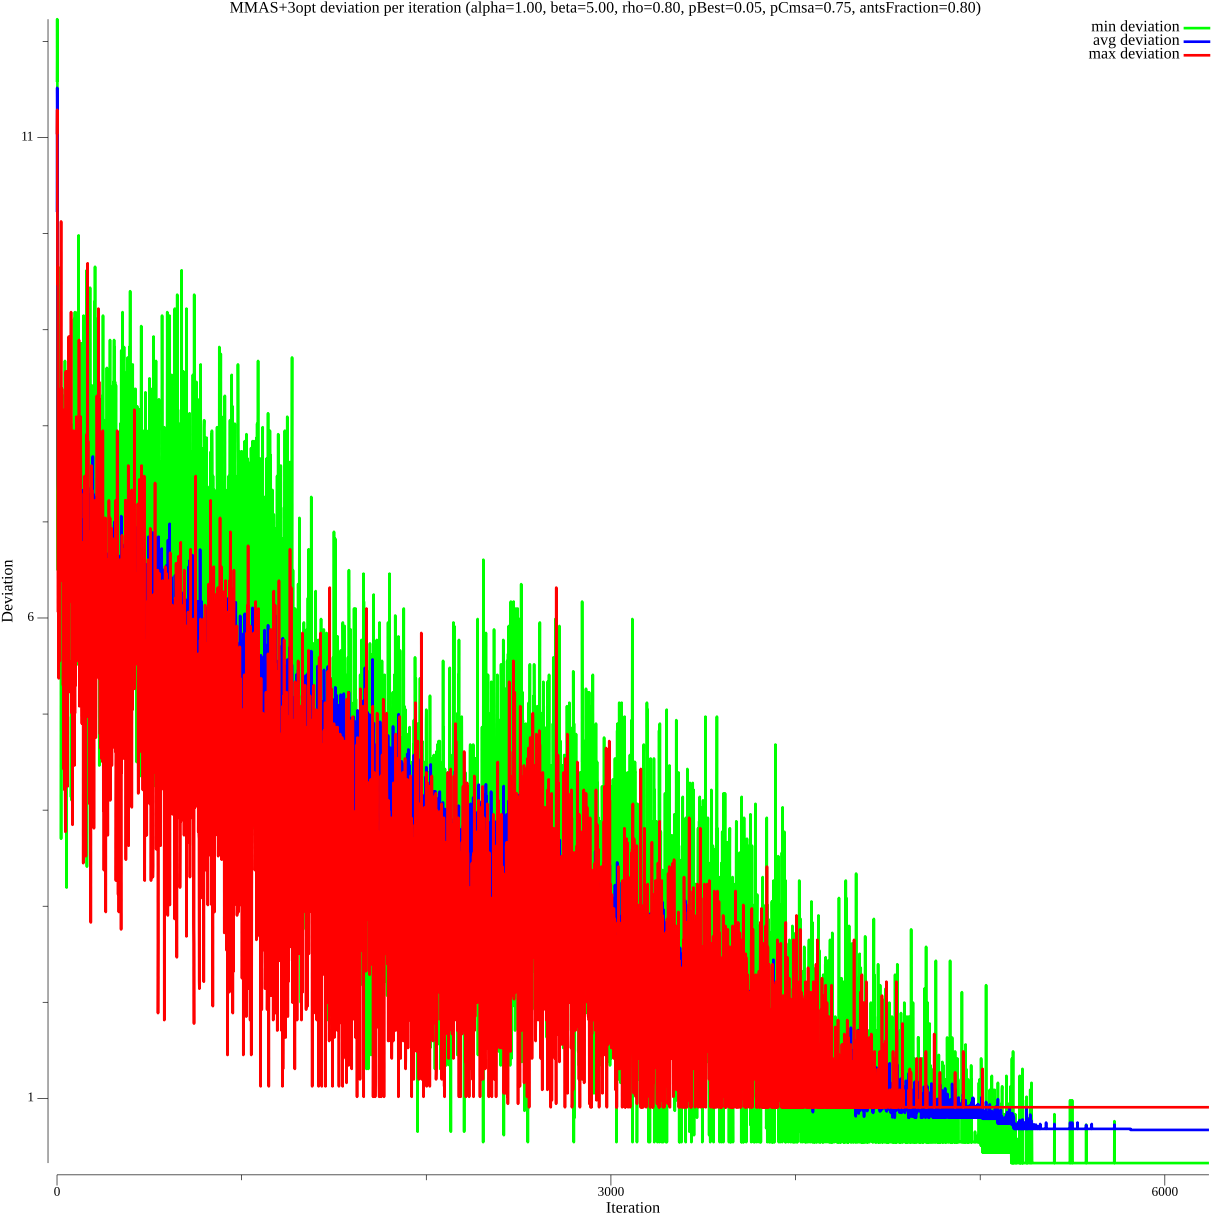 MMAS+3opt deviation per iteration (alpha=1.00, beta=5.00, rho=0.80, pBest=0.05, pCmsa=0.75, antsFraction=0.80)
min deviation
avg deviation
max deviation
11
6
1
Deviation
0
3000
6000
Iteration